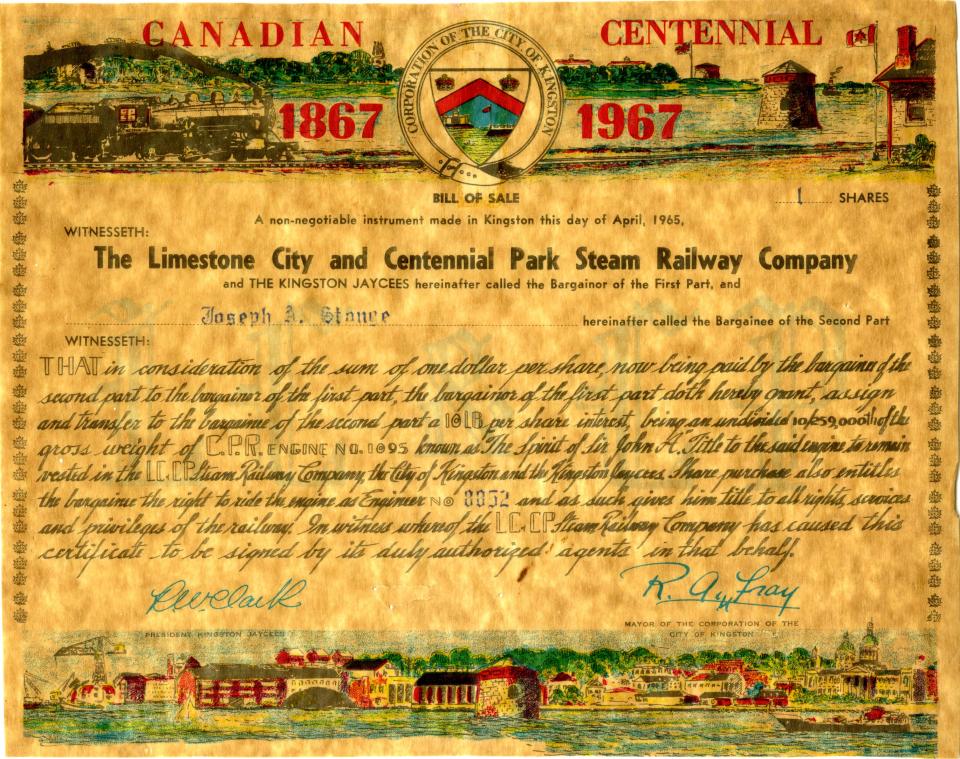 CANADIAN CENTENNIAL
CORPORATION OF THE CITY OF KINGSTON
1867 1967
BILL OF SALE
1 SHARES
A non-negotiable instrument made in Kingston this day of April, 1965,
WITNESSETH:
The Limestone City and Centennial Park Steam Railway Company
and THE KINGSTON JAYCEES hereinafter called the Bargainor of the First Part, and
Joseph A. Stange hereinafter called the Bargainee of the Second Part
WITNESSETH:
THAT in consideration of the sum of one dollar per share, now being paid by the bargainee of the
second part to the bargainor of the first part, the bargainor of the first part doth hereby grant, assign
and transfer to the bargainee of the second part a 10 LB. per share interest, being an undivided 10/259,000th of the
gross weight of C.P.R. ENGINE NO. 1095 known as "The Spirit of Sir John A. Title to the said engine to remain
vested in the L.C. C.P. Steam Railway Company, the City of Kingston and the Kingston Jaycees. Share purchase also entitles
the bargainee the right to ride the engine as Engineer NO 8852 and as such gives him title to all rights, services
and privileges of the railway. In witness whereof the L.C. C.P. Steam Railway Company has caused this
certificate to be signed by its duly authorized agents in that behalf.
R. A. Fray
PRESIDENT KINGSTON JAYCEES
MAYOR OF THE CORPORATION OF THE
CITY OF KINGSTON